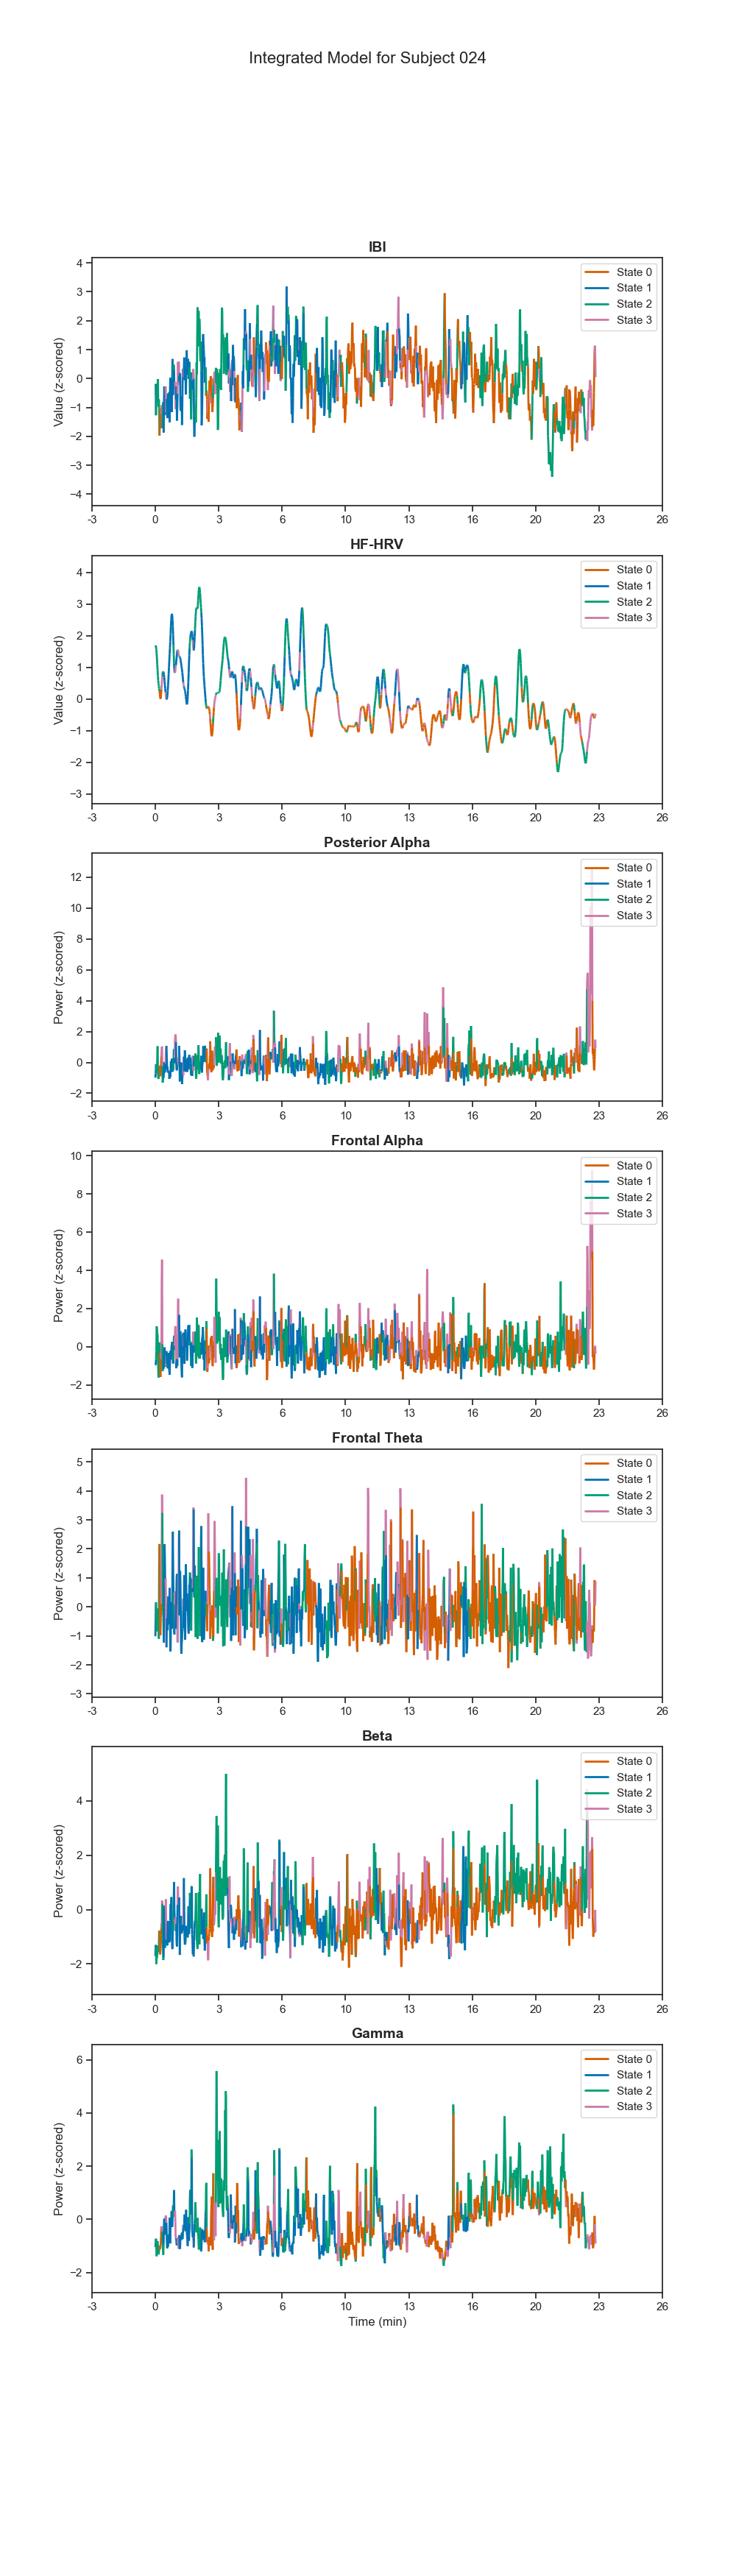 Integrated Model for Subject 024
IBI
Value (z-scored)
4
3
2
1
0
−1
−2
−3
−4
State 0
State 1
State 2
State 3
-3 0 3 6 10 13 16 20 23 26
HF-HRV
Value (z-scored)
4
3
2
1
0
−1
−2
−3
State 0
State 1
State 2
State 3
-3 0 3 6 10 13 16 20 23 26
Posterior Alpha
Power (z-scored)
12
10
8
6
4
2
0
−2
State 0
State 1
State 2
State 3
-3 0 3 6 10 13 16 20 23 26
Frontal Alpha
Power (z-scored)
10
8
6
4
2
0
−2
State 0
State 1
State 2
State 3
-3 0 3 6 10 13 16 20 23 26
Frontal Theta
Power (z-scored)
5
4
3
2
1
0
−1
−2
−3
State 0
State 1
State 2
State 3
-3 0 3 6 10 13 16 20 23 26
Beta
Power (z-scored)
4
2
0
−2
State 0
State 1
State 2
State 3
-3 0 3 6 10 13 16 20 23 26
Gamma
Power (z-scored)
6
4
2
0
−2
State 0
State 1
State 2
State 3
-3 0 3 6 10 13 16 20 23 26
Time (min)